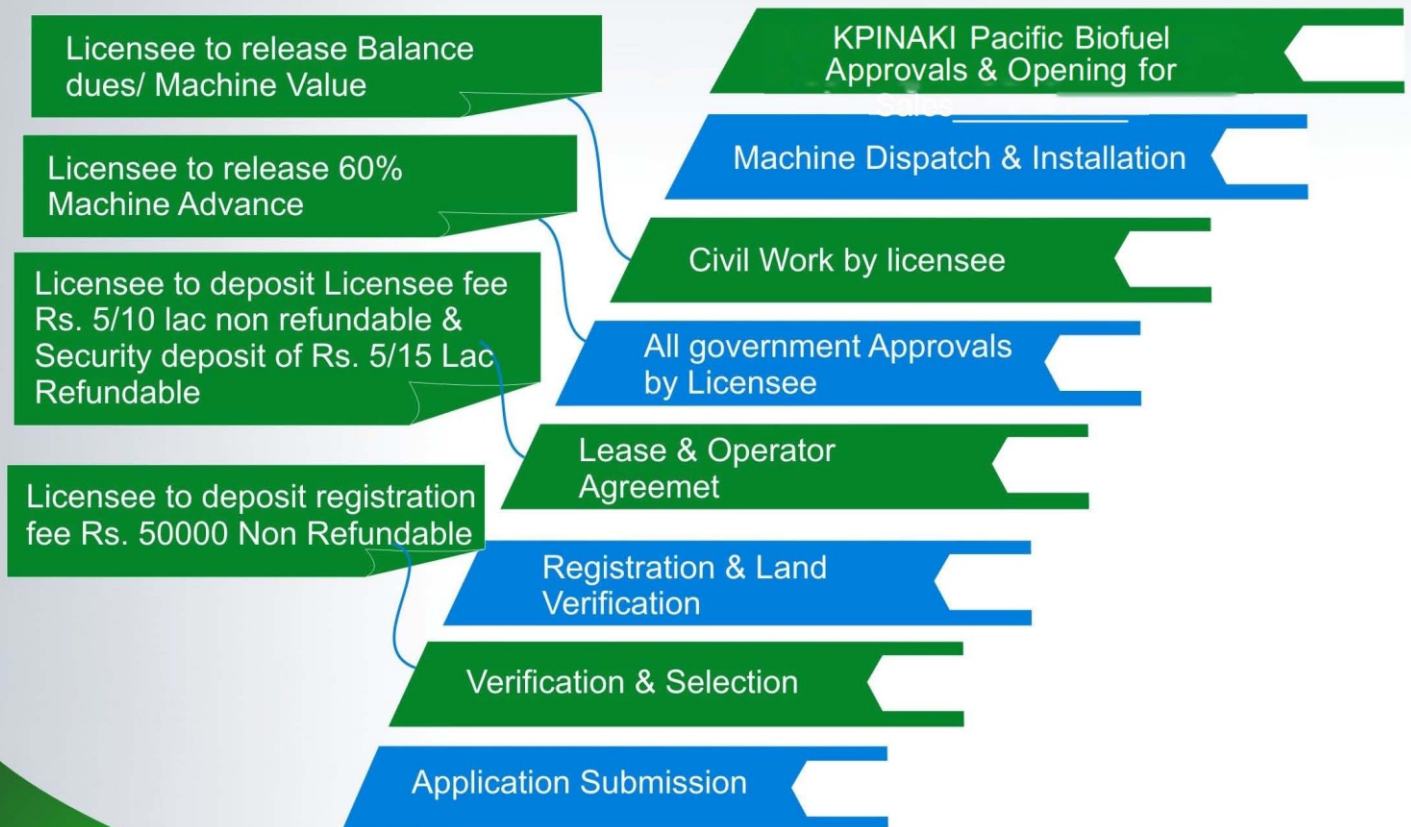 Licensee to release Balance
dues/ Machine Value
Licensee to release 60%
Machine Advance
Licensee to deposit Licensee fee
Rs. 5/10 lac non refundable &
Security deposit of Rs. 5/15 Lac
Refundable
Licensee to deposit registration
fee Rs. 50000 Non Refundable
KPINAKI Pacific Biofuel
Approvals & Opening for
Sales
Machine Dispatch & Installation
Civil Work by licensee
All government Approvals
by Licensee
Lease & Operator
Agreemet
Registration & Land
Verification
Verification & Selection
Application Submission